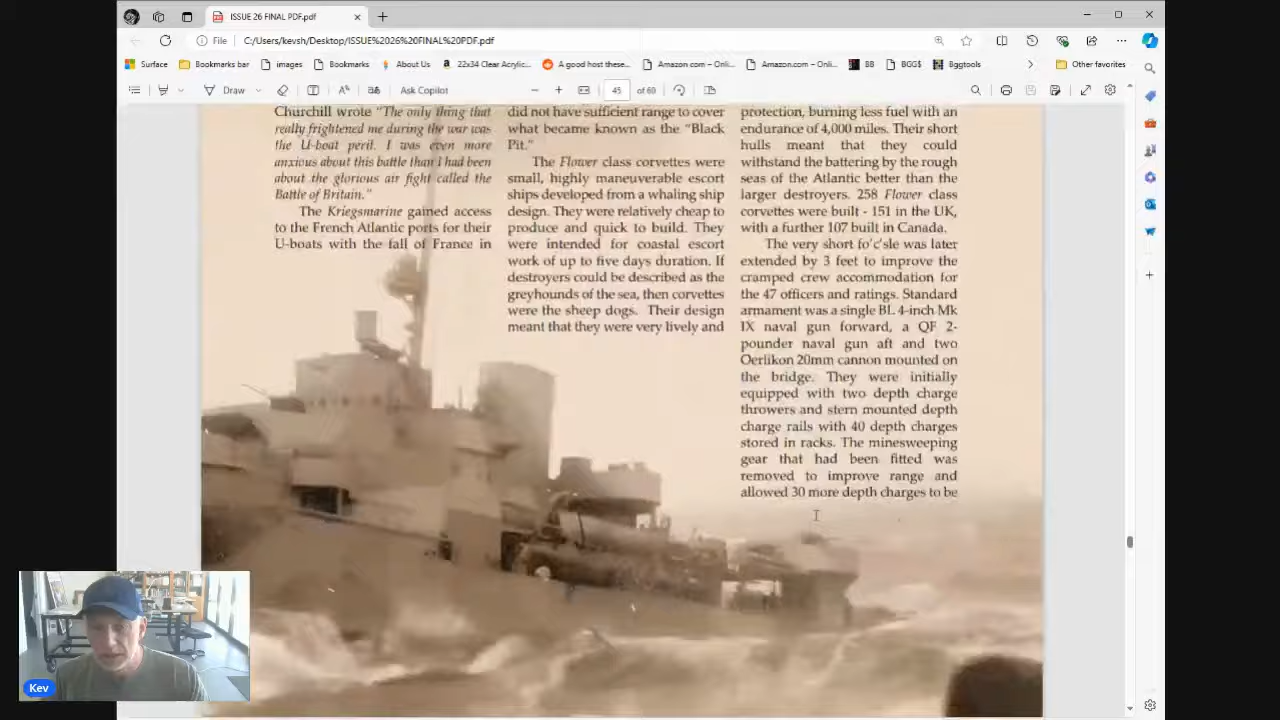 ISSUE 26 FINAL PDF.pdf
File C:/Users/kevsh/Desktop/ISSUE%2026%20FINAL%20PDF.pdf
Surface Bookmarks bar images Bookmarks About Us 22x34 Clear Acrylic... A good host these... Amazon.com – Onli... Amazon.com – Onli... BB BGG$ Bggtools Other favorites
Draw Ask Copilot 45 of 60
Churchill wrote "The only thing that
really frightened me during the war was
the U-boat peril. I was even more
anxious about this battle than I had been
about the glorious air fight called the
Battle of Britain."
The Kriegsmarine gained access
to the French Atlantic ports for their
U-boats with the fall of France in
did not have sufficient range to cover
what became known as the "Black
Pit."
The Flower class corvettes were
small, highly maneuverable escort
ships developed from a whaling ship
design. They were relatively cheap to
produce and quick to build. They
were intended for coastal escort
work of up to five days duration. If
destroyers could be described as the
greyhounds of the sea, then corvettes
were the sheep dogs. Their design
meant that they were very lively and
protection, burning less fuel with an
endurance of 4,000 miles. Their short
hulls meant that they could
withstand the battering by the rough
seas of the Atlantic better than the
larger destroyers. 258 Flower class
corvettes were built - 151 in the UK,
with a further 107 built in Canada.
The very short fo'c'sle was later
extended by 3 feet to improve the
cramped crew accommodation for
the 47 officers and ratings. Standard
armament was a single BL 4-inch Mk
IX naval gun forward, a QF 2-
pounder naval gun aft and two
Oerlikon 20mm cannon mounted on
the bridge. They were initially
equipped with two depth charge
throwers and stern mounted depth
charge rails with 40 depth charges
stored in racks. The minesweeping
gear that had been fitted was
removed to improve range and
allowed 30 more depth charges to be
Kev